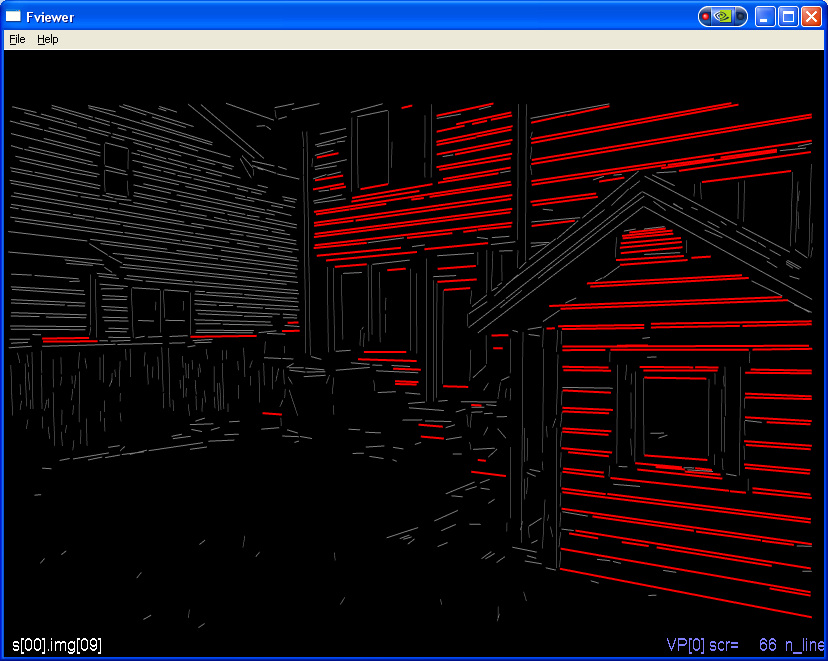 Fviewer
File Help
s[00].img[09]
VP[0] scr= 66 n_line